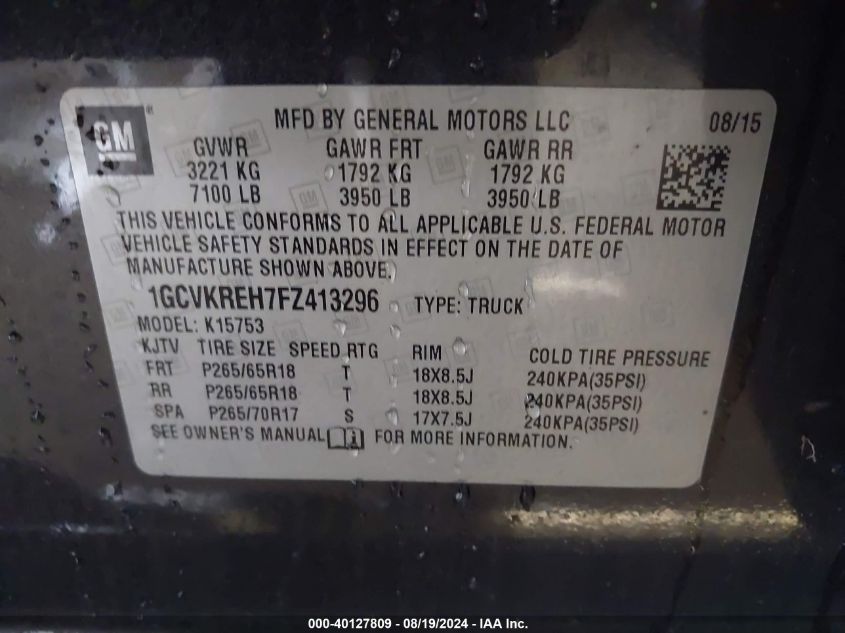 GM
MFD BY GENERAL MOTORS LLC 08/15
GVWR GAWR FRT GAWR RR
3221 KG 1792 KG 1792 KG
7100 LB 3950 LB 3950 LB
THIS VEHICLE CONFORMS TO ALL APPLICABLE U.S. FEDERAL MOTOR
VEHICLE SAFETY STANDARDS IN EFFECT ON THE DATE OF
MANUFACTURE SHOWN ABOVE.
1GCVKREH7FZ413296 TYPE: TRUCK
MODEL: K15753
KJTV TIRE SIZE SPEED RTG RIM COLD TIRE PRESSURE
FRT P265/65R18 T 18X8.5J 240KPA(35PSI)
RR P265/65R18 T 18X8.5J 240KPA(35PSI)
SPA P265/70R17 S 17X7.5J 240KPA(35PSI)
SEE OWNER'S MANUAL FOR MORE INFORMATION.
000-40127809 - 08/19/2024 - IAA Inc.